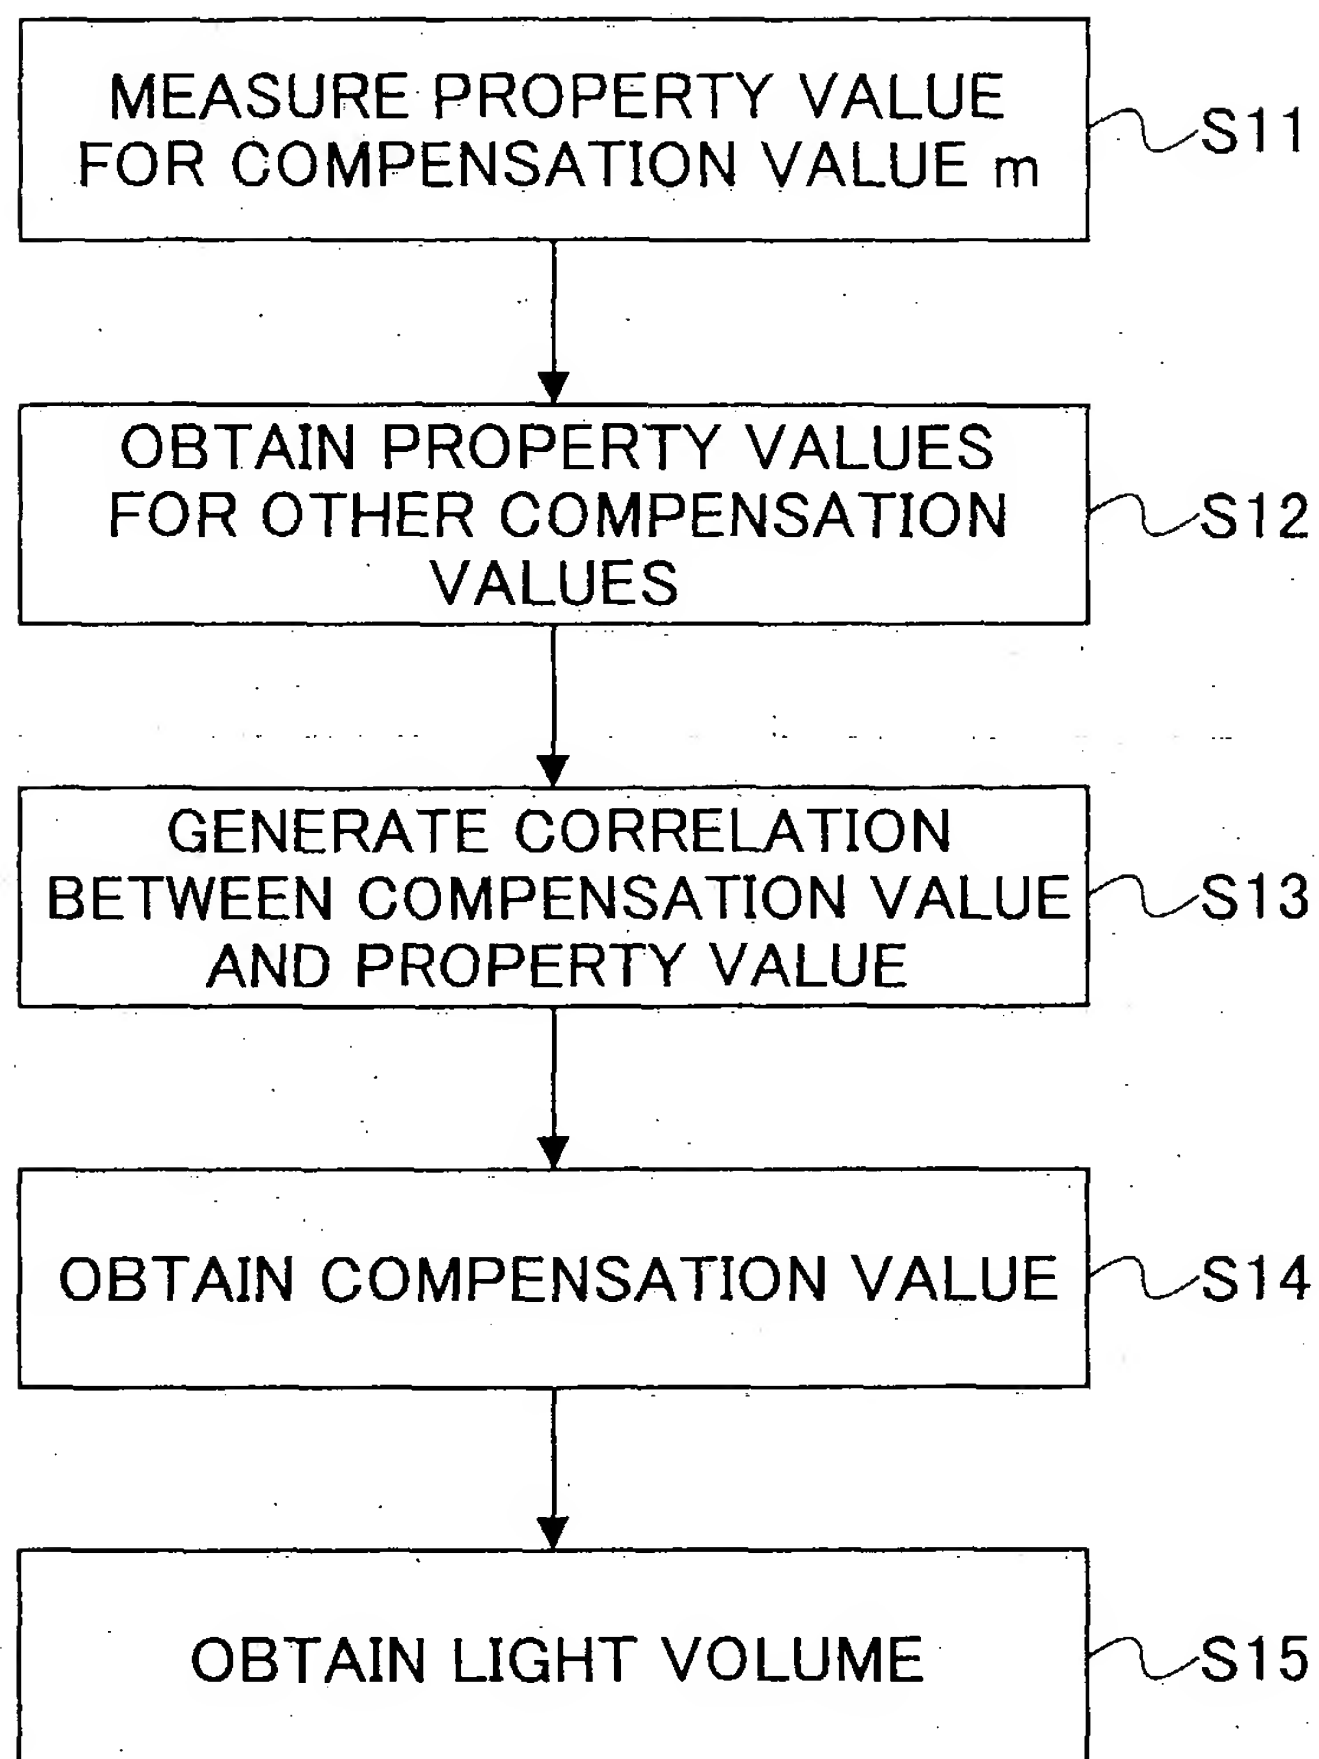 MEASURE PROPERTY VALUE
FOR COMPENSATION VALUE m
S11
OBTAIN PROPERTY VALUES
FOR OTHER COMPENSATION
VALUES
S12
GENERATE CORRELATION
BETWEEN COMPENSATION VALUE
AND PROPERTY VALUE
S13
OBTAIN COMPENSATION VALUE
S14
OBTAIN LIGHT VOLUME
S15